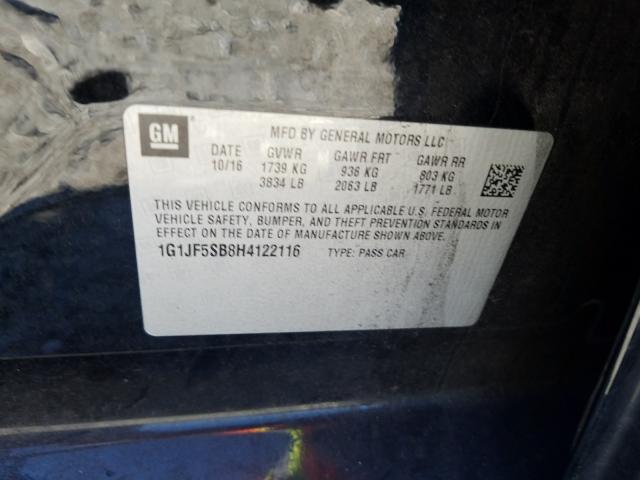 GM
MFD BY GENERAL MOTORS LLC
DATE GVWR GAWR FRT GAWR RR
10/16 1739 KG 936 KG 803 KG
3834 LB 2063 LB 1771 LB
THIS VEHICLE CONFORMS TO ALL APPLICABLE U.S. FEDERAL MOTOR
VEHICLE SAFETY, BUMPER, AND THEFT PREVENTION STANDARDS IN
EFFECT ON THE DATE OF MANUFACTURE SHOWN ABOVE.
1G1JF5SB8H4122116 TYPE: PASS CAR